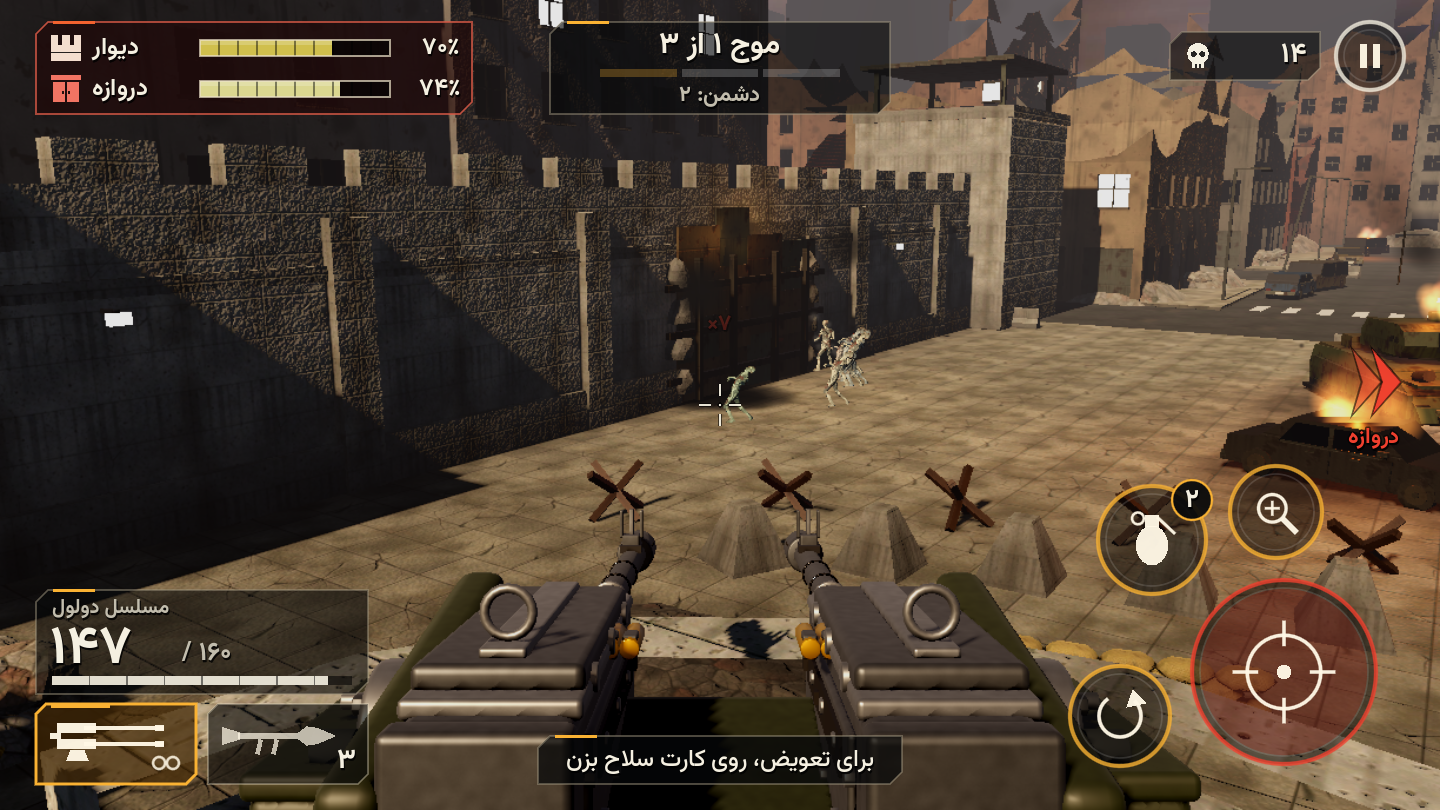 دیوار ۷۰٪
دروازه ۷۴٪
موج ۱ از ۳
دشمن: ۲
۱۴
×۷
دروازه
۲
مسلسل دولول
۱۴۷ / ۱۶۰
∞
۳
برای تعویض، روی کارت سلاح بزن